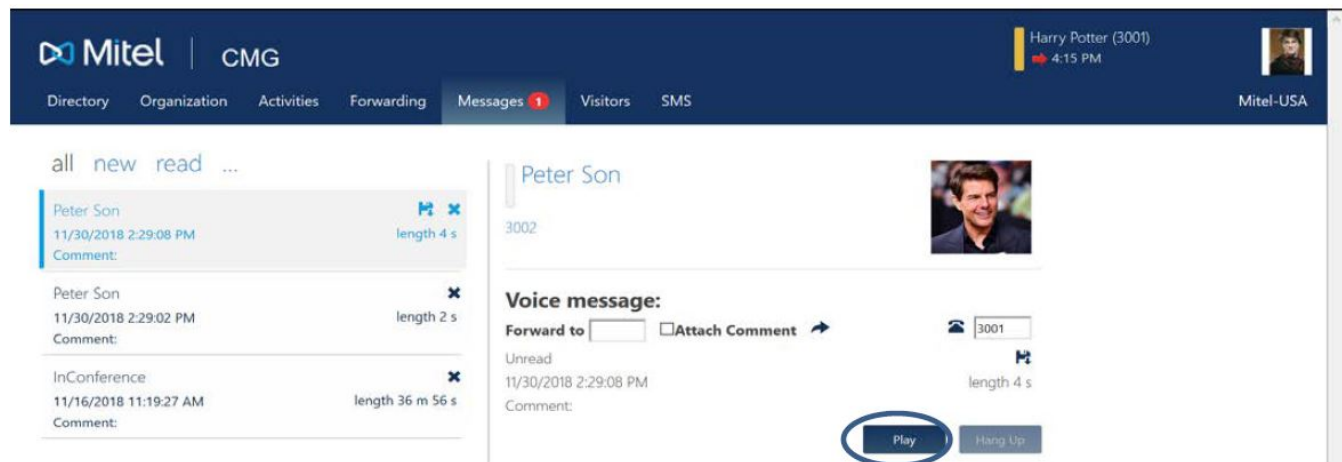 Mitel | CMG
Harry Potter (3001)
4:15 PM
Directory Organization Activities Forwarding Messages 1 Visitors SMS
Mitel-USA
all new read ...
Peter Son
11/30/2018 2:29:08 PM length 4 s
Comment:
Peter Son
11/30/2018 2:29:02 PM length 2 s
Comment:
InConference
11/16/2018 11:19:27 AM length 36 m 56 s
Comment:
Peter Son
3002
Voice message:
Forward to Attach Comment 3001
Unread
11/30/2018 2:29:08 PM length 4 s
Comment:
Play Hang Up